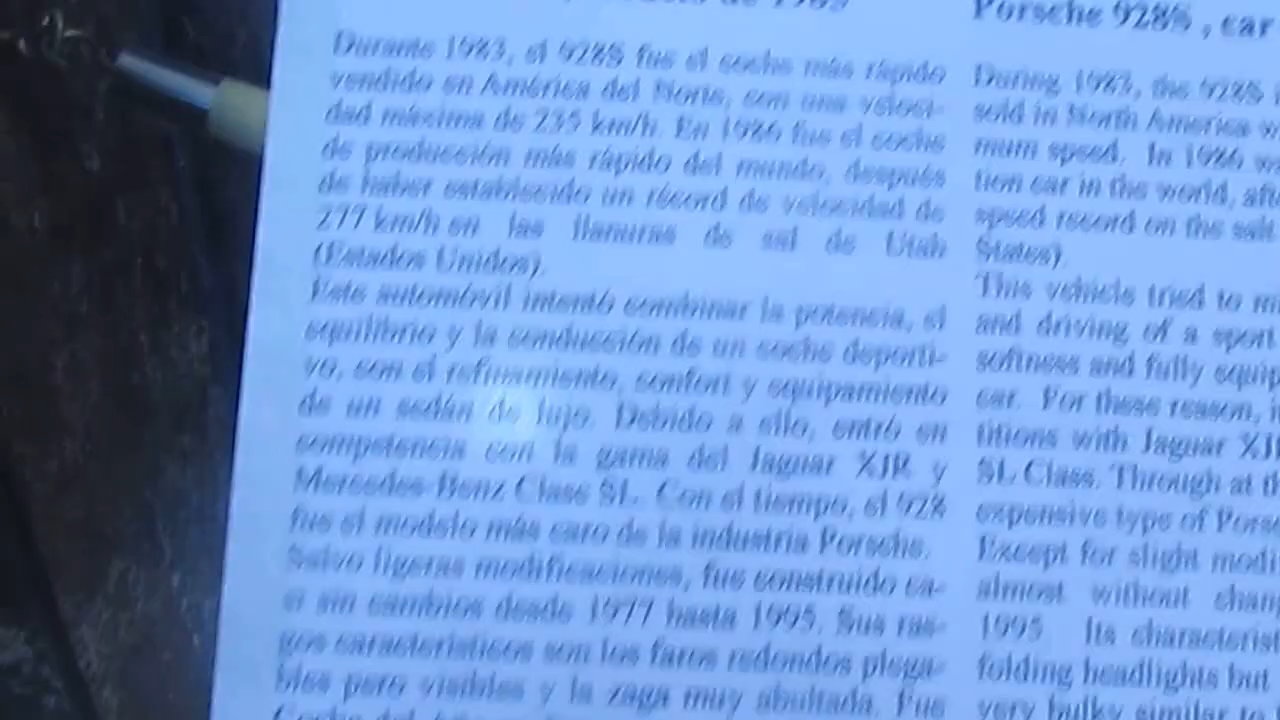 de 1989
Durante 1983, el 928S fue el coche más rápido
vendido en América del Norte, con una veloci-
dad máxima de 235 km/h. En 1986 fue el coche
de producción más rápido del mundo, después
de haber establecido un récord de velocidad de
277 km/h en las llanuras de sal de Utah
(Estados Unidos).
Este automóvil intentó combinar la potencia, el
equilibrio y la conducción de un coche deporti-
vo, con el refinamiento, confort y equipamiento
de un sedán de lujo. Debido a ello, entró en
competencia con la gama del Jaguar XJR y
Mercedes-Benz Class SL. Con el tiempo, el 928
fue el modelo más caro de la industria Porsche.
Salvo ligeras modificaciones, fue construido ca-
si sin cambios desde 1977 hasta 1995. Sus ras-
gos característicos son los faros redondos plega-
bles pero visibles y la zaga muy abultada. Fue
Coche del
Porsche 928S , car
During 1983, the 928S
sold in North America
mum speed. In 1986
tion car in the world,
speed record on the salt
States).
This vehicle tried to
and driving of a sport
softness and fully
car. For these reason,
titions with Jaguar
SL Class. Through at
expensive type of
Except for slight
almost without
1995. Its
folding headlights but
very bulky similar to